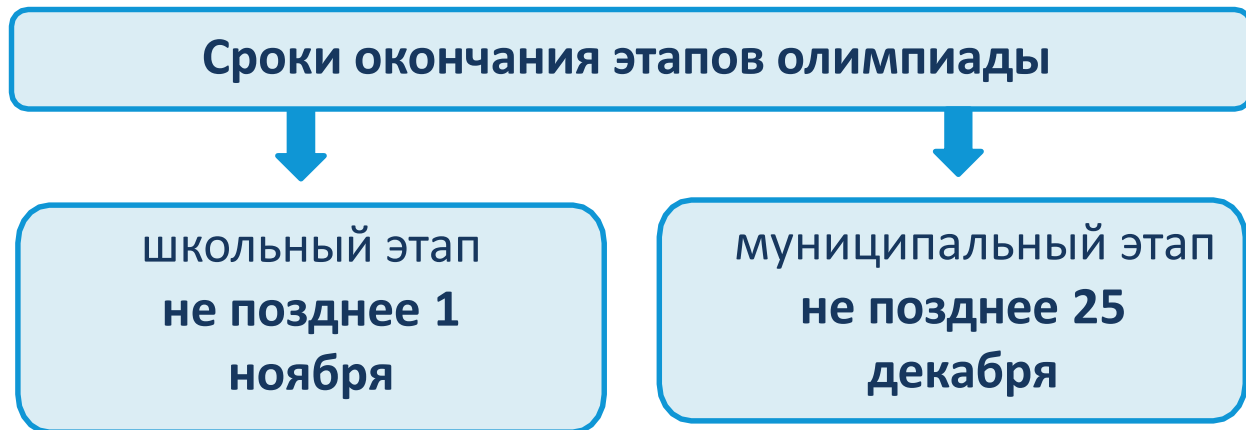 Сроки окончания этапов олимпиады
школьный этап
не позднее 1
ноября
муниципальный этап
не позднее 25
декабря